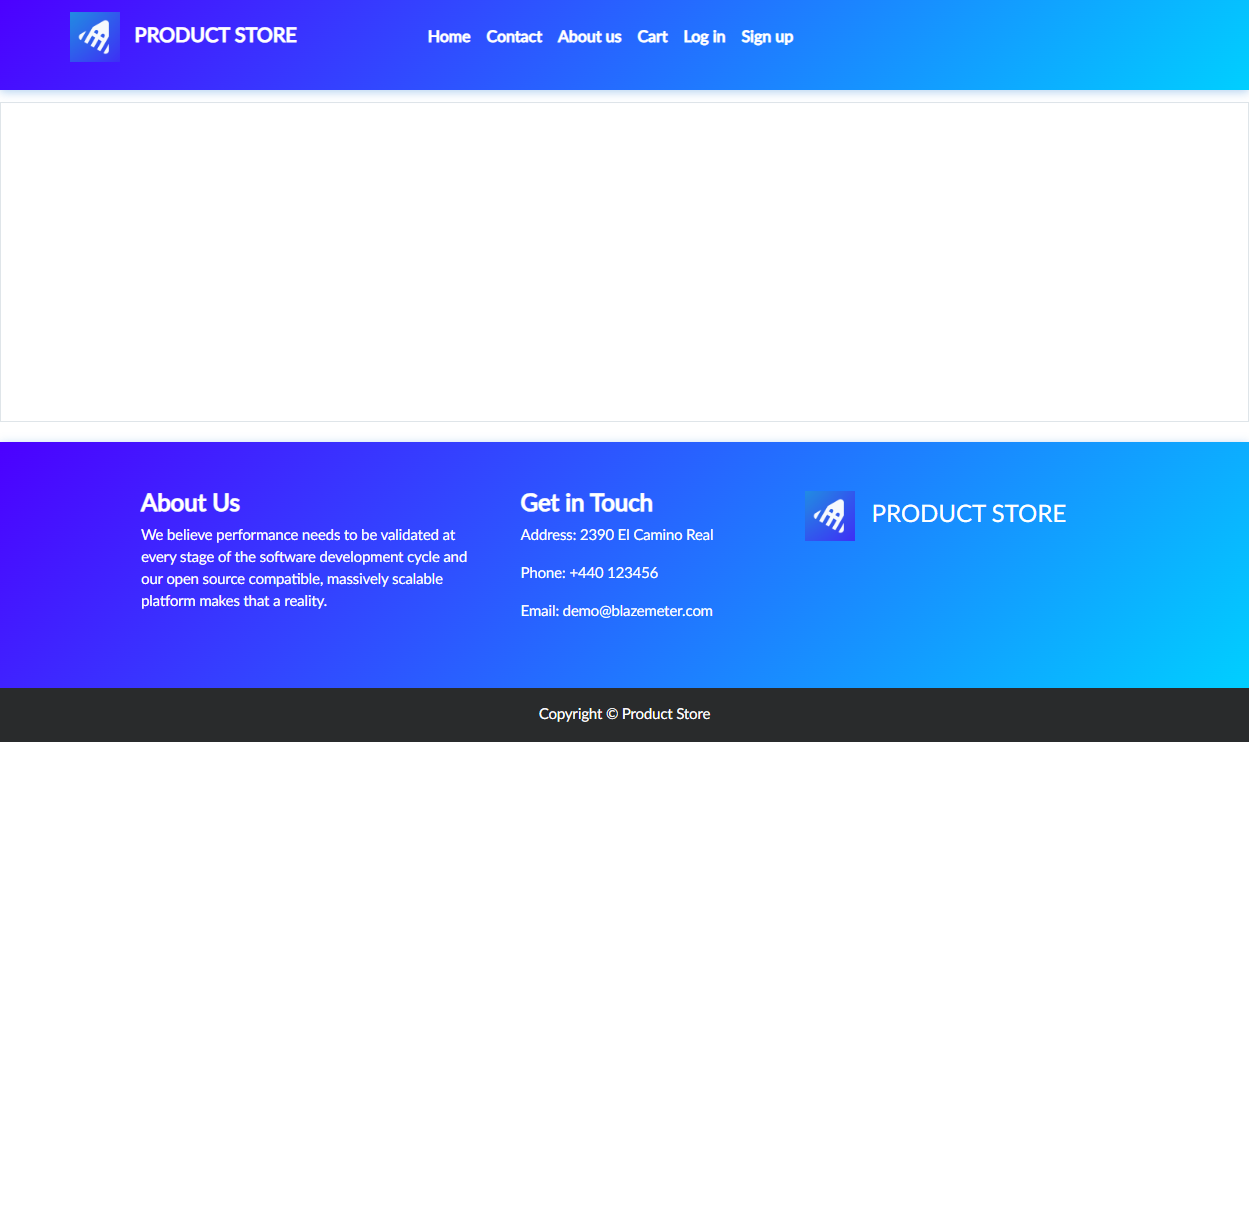 PRODUCT STORE
Home Contact About us Cart Log in Sign up
About Us
We believe performance needs to be validated at
every stage of the software development cycle and
our open source compatible, massively scalable
platform makes that a reality.
Get in Touch
Address: 2390 El Camino Real
Phone: +440 123456
Email: demo@blazemeter.com
PRODUCT STORE
Copyright © Product Store